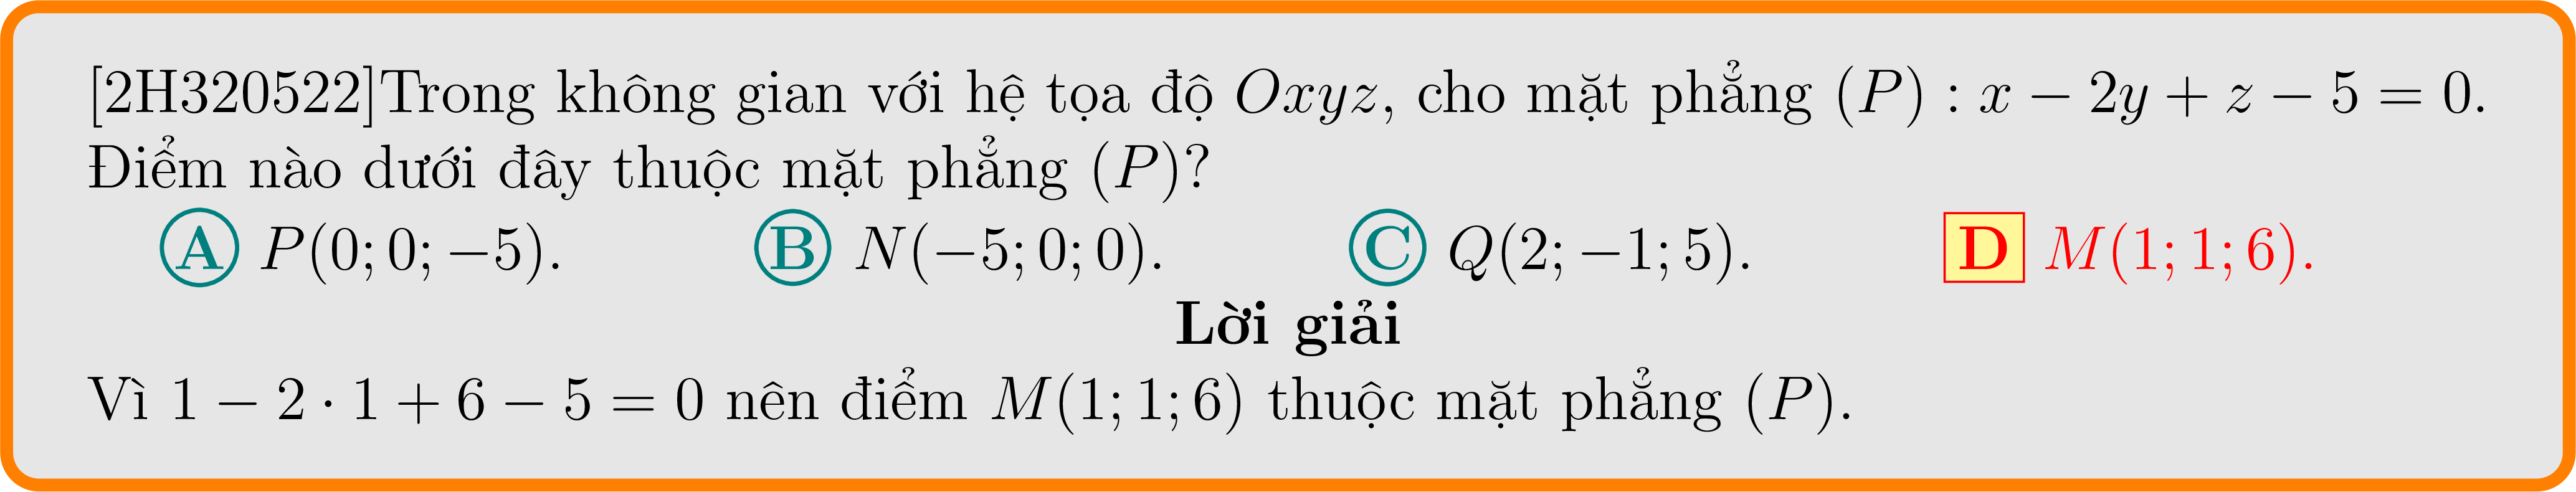 [2H320522]Trong không gian với hệ tọa độ Oxyz, cho mặt phẳng (P) : x − 2y + z − 5 = 0.
Điểm nào dưới đây thuộc mặt phẳng (P)?
A P(0; 0; −5). B N(−5; 0; 0). C Q(2; −1; 5). D M(1; 1; 6).
Lời giải
Vì 1 − 2 · 1 + 6 − 5 = 0 nên điểm M(1; 1; 6) thuộc mặt phẳng (P).